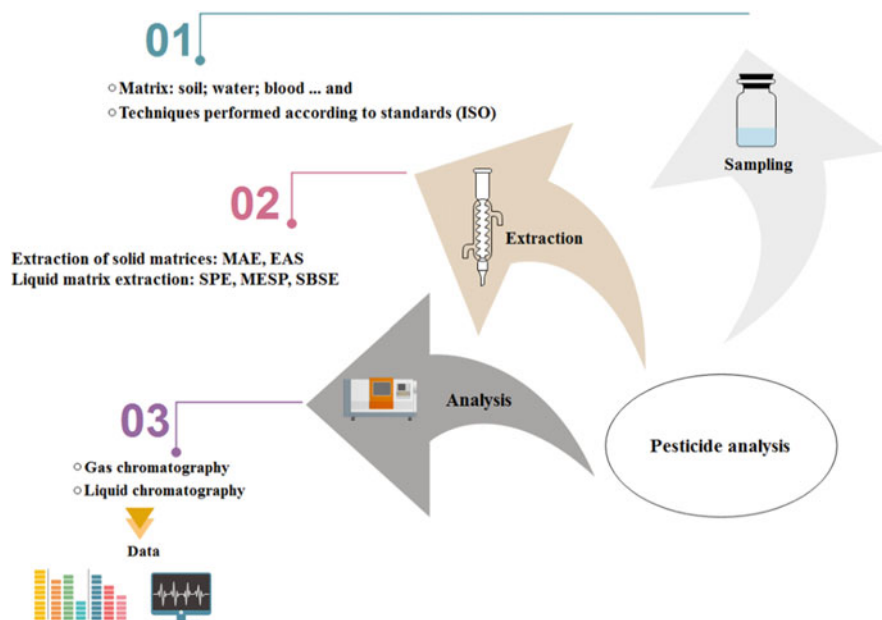 01
Matrix: soil; water; blood ... and
Techniques performed according to standards (ISO)
Sampling
02
Extraction of solid matrices: MAE, EAS
Liquid matrix extraction: SPE, MESP, SBSE
Extraction
03
Gas chromatography
Liquid chromatography
Data
Analysis
Pesticide analysis